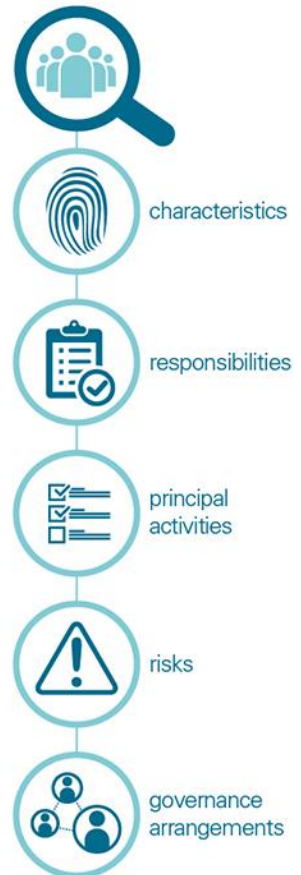 characteristics
responsibilities
principal
activities
risks
governance
arrangements